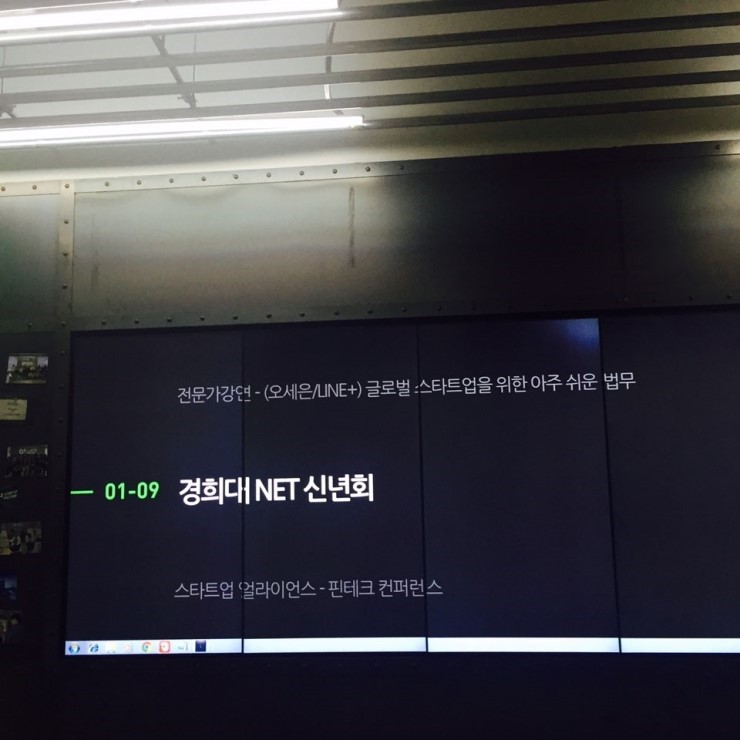 전문가강연 - (오세은/LINE+) 글로벌 스타트업을 위한 아주 쉬운 법무
01-09 경희대 NET 신년회
스타트업 얼라이언스 - 핀테크 컨퍼런스